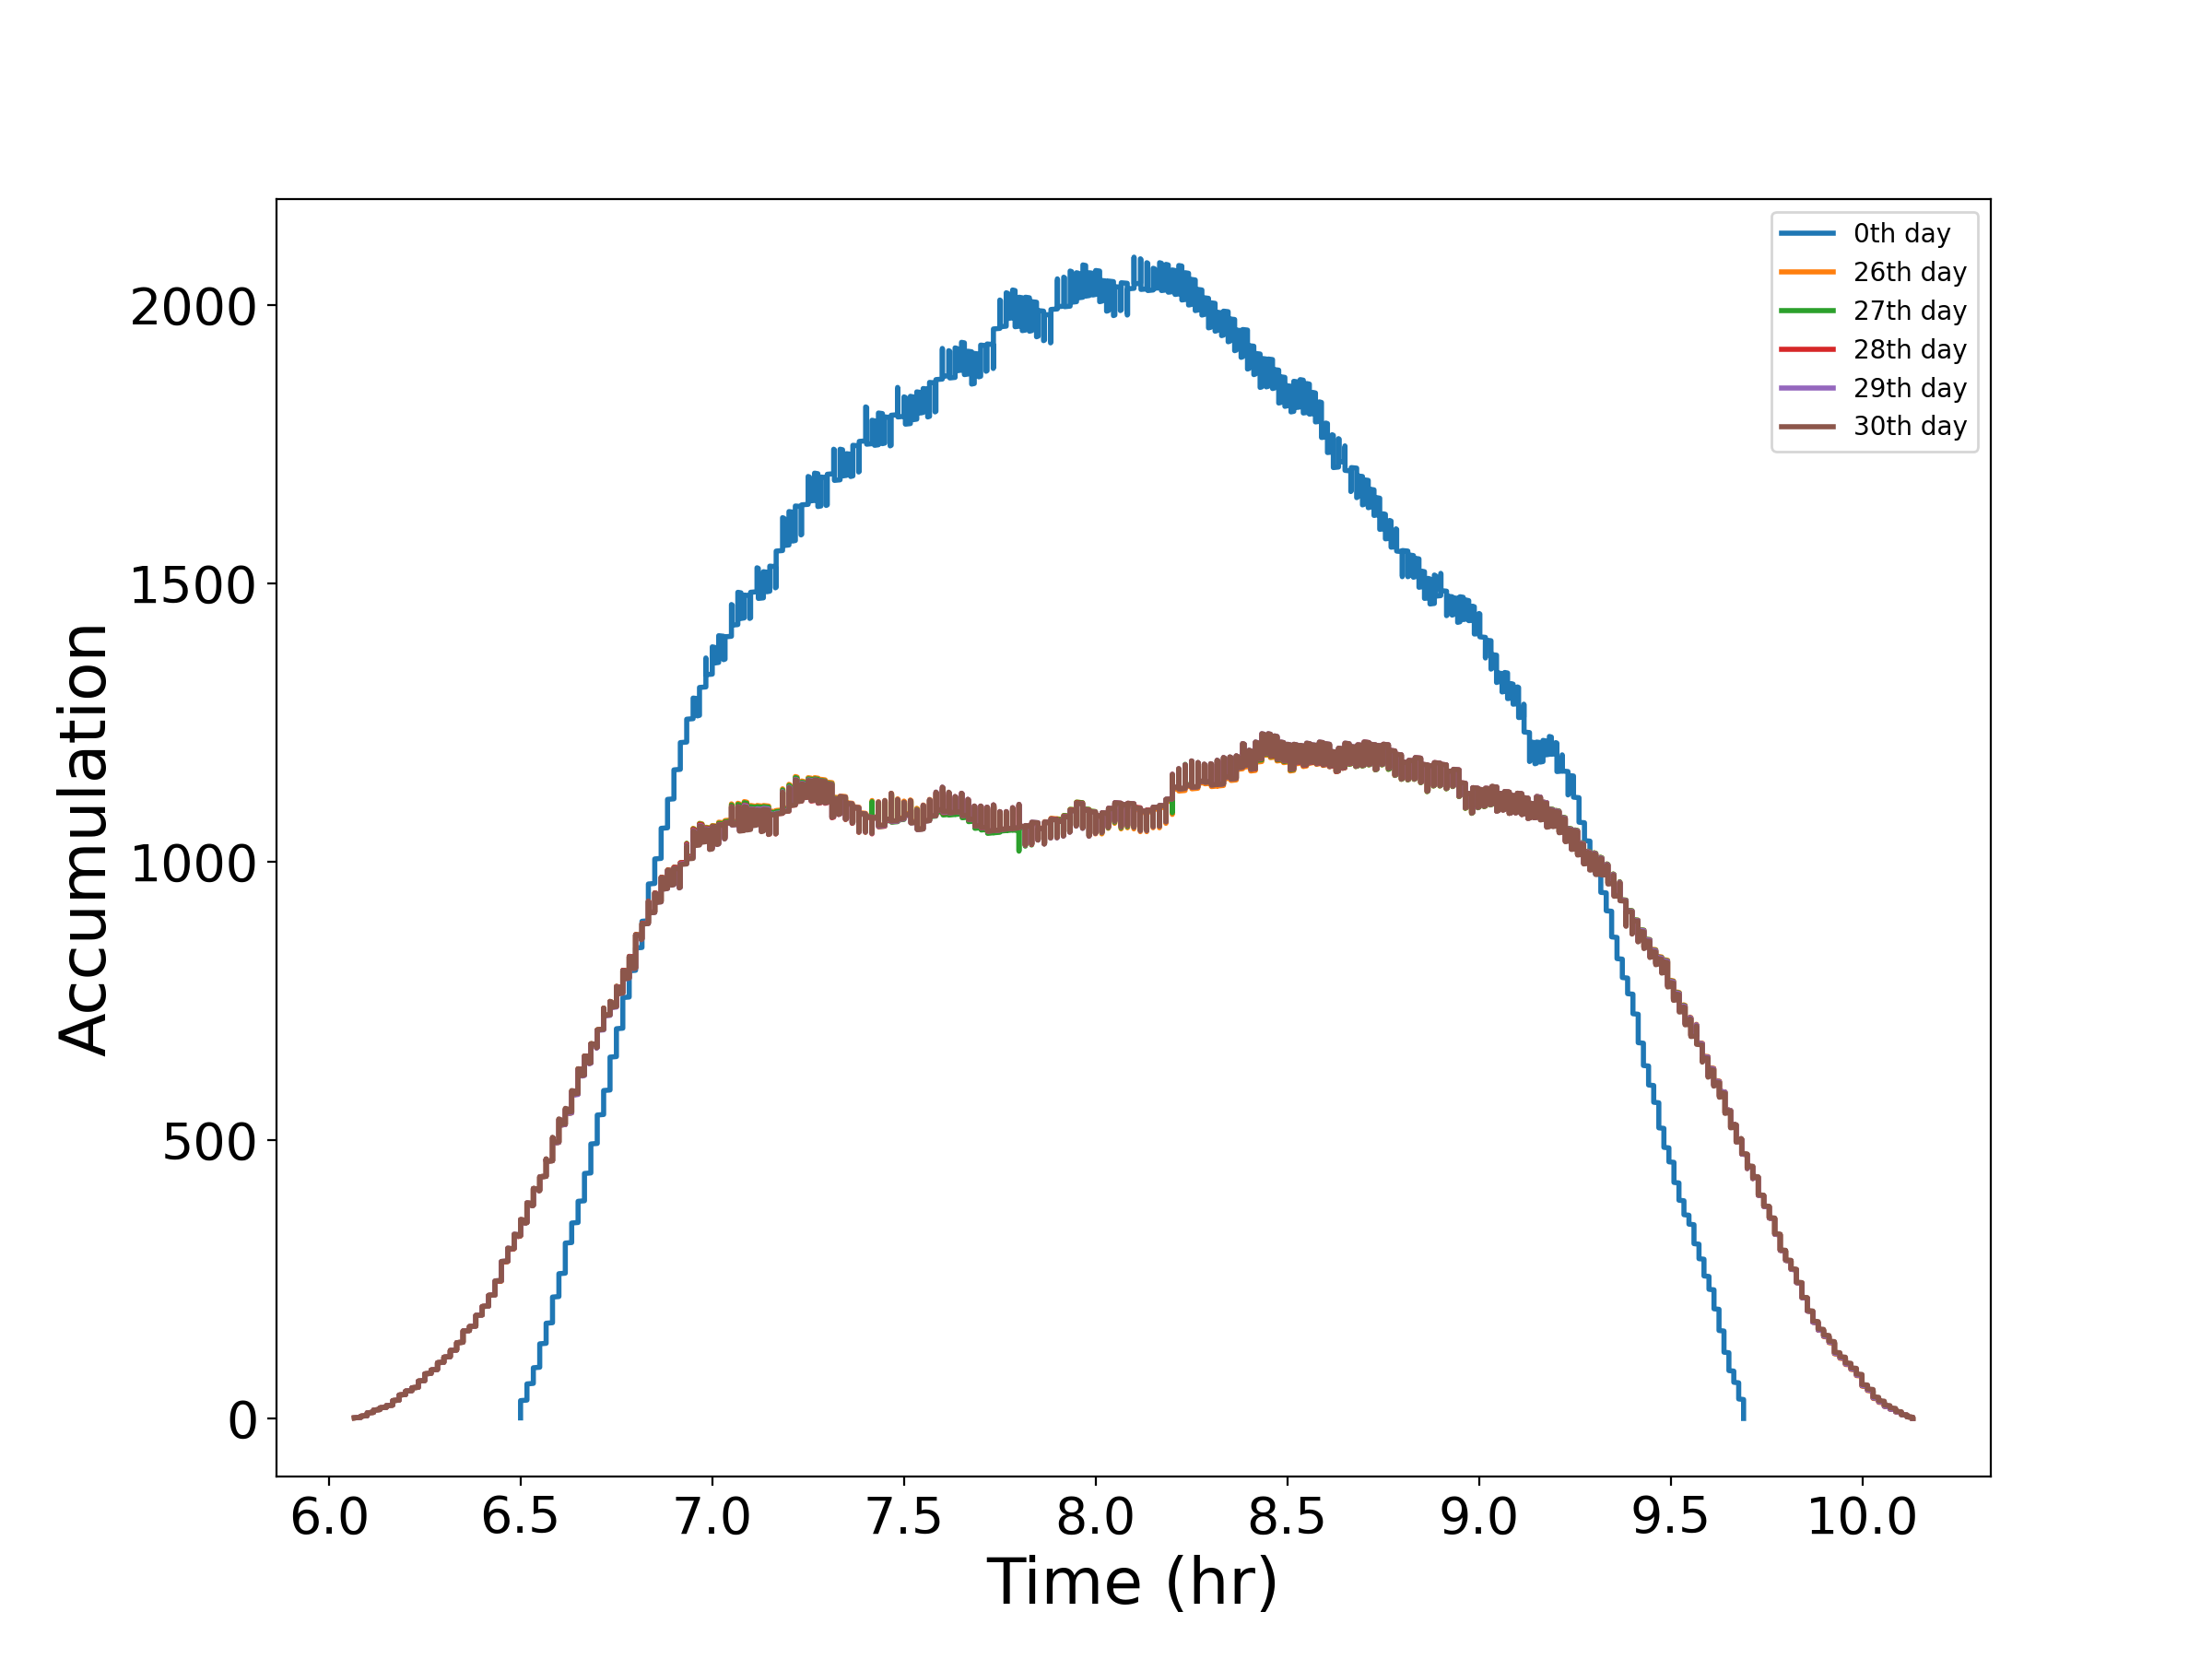 0th day
26th day
27th day
28th day
29th day
30th day
2000
1500
1000
500
0
Accumulation
6.0 6.5 7.0 7.5 8.0 8.5 9.0 9.5 10.0
Time (hr)